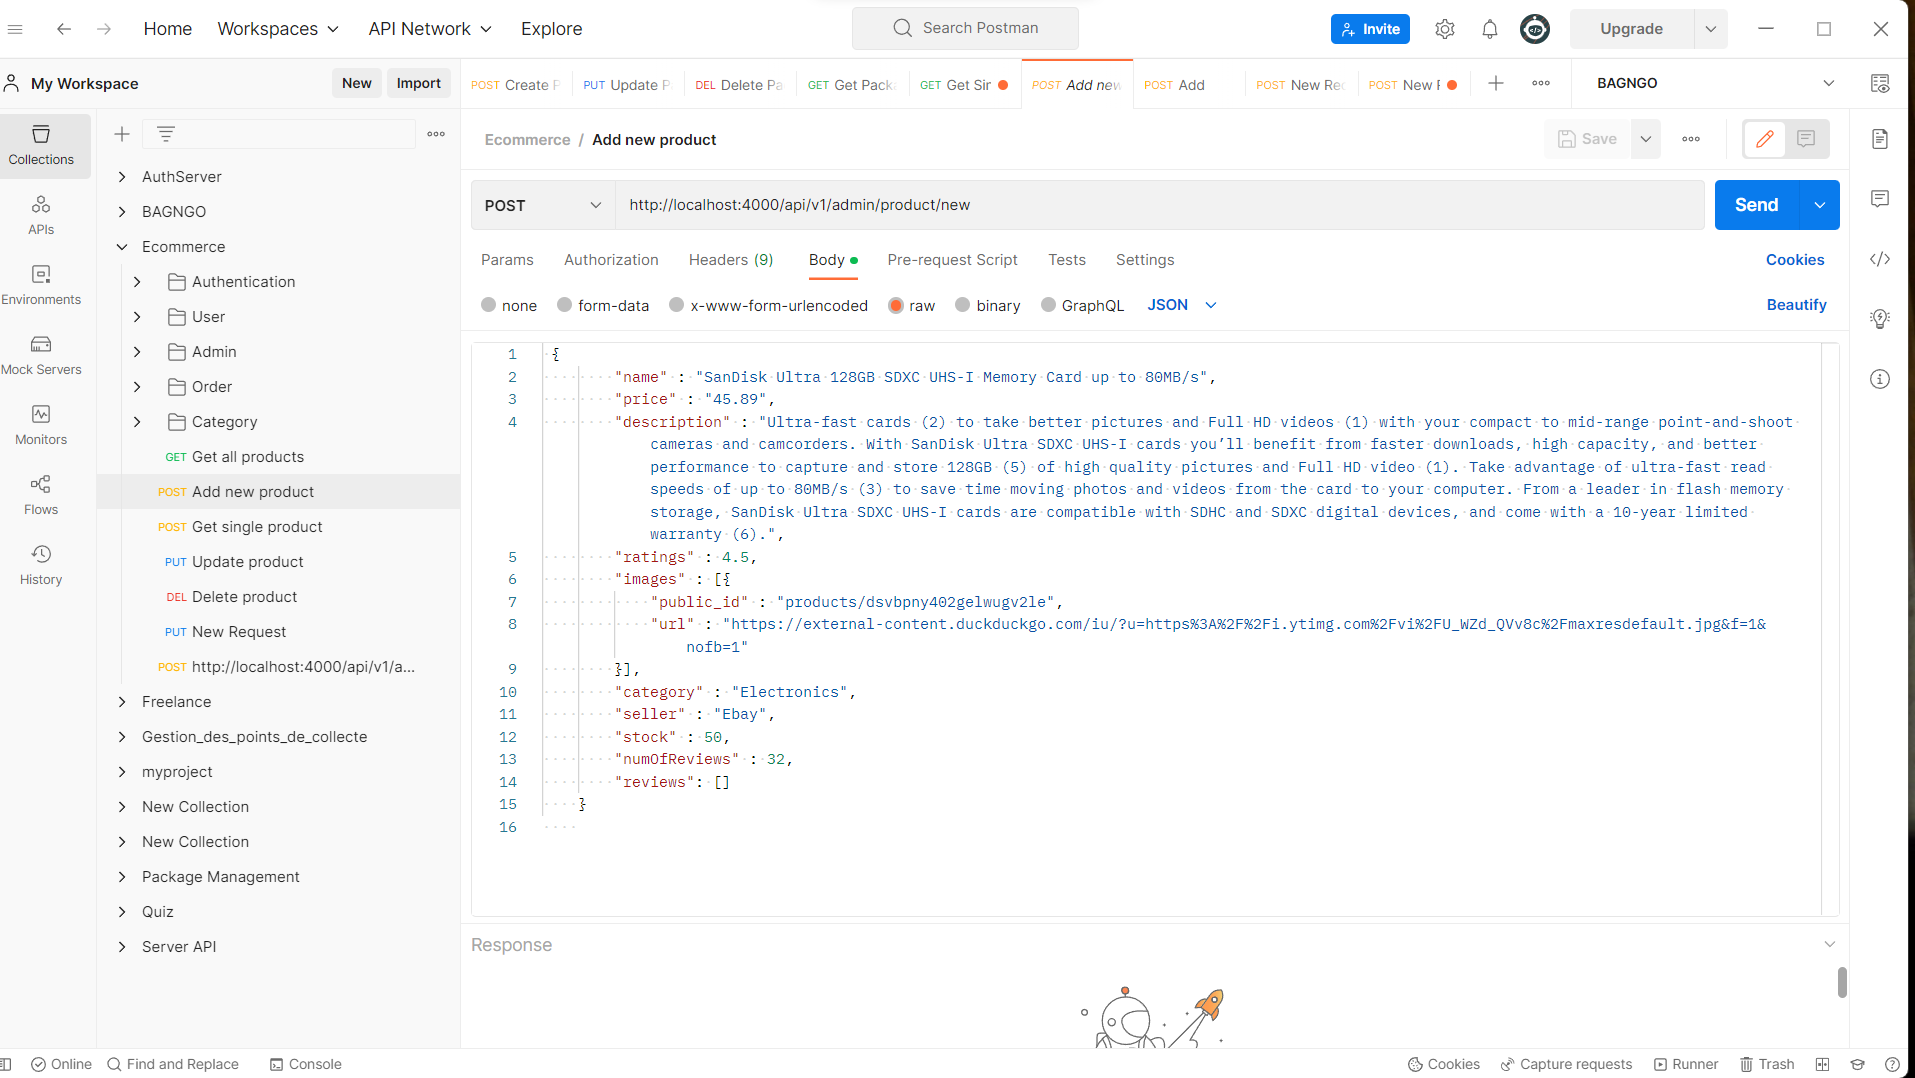 Home Workspaces API Network Explore Search Postman Invite Upgrade
My Workspace New Import
POST Create P PUT Update P DEL Delete Pa GET Get Pack GET Get Sin POST Add new POST Add POST New Re POST New BAGNGO
Collections
APIs
Environments
Mock Servers
Monitors
Flows
History
AuthServer
BAGNGO
Ecommerce
Authentication
User
Admin
Order
Category
GET Get all products
POST Add new product
POST Get single product
PUT Update product
DEL Delete product
PUT New Request
POST http://localhost:4000/api/v1/a...
Freelance
Gestion_des_points_de_collecte
myproject
New Collection
New Collection
Package Management
Quiz
Server API
Ecommerce / Add new product Save
POST http://localhost:4000/api/v1/admin/product/new Send
Params Authorization Headers (9) Body Pre-request Script Tests Settings Cookies
none form-data x-www-form-urlencoded raw binary GraphQL JSON Beautify
1 {
2 "name" : "SanDisk Ultra 128GB SDXC UHS-I Memory Card up to 80MB/s",
3 "price" : "45.89",
4 "description" : "Ultra-fast cards (2) to take better pictures and Full HD videos (1) with your compact to mid-range point-and-shoot
cameras and camcorders. With SanDisk Ultra SDXC UHS-I cards you’ll benefit from faster downloads, high capacity, and better
performance to capture and store 128GB (5) of high quality pictures and Full HD video (1). Take advantage of ultra-fast read
speeds of up to 80MB/s (3) to save time moving photos and videos from the card to your computer. From a leader in flash memory
storage, SanDisk Ultra SDXC UHS-I cards are compatible with SDHC and SDXC digital devices, and come with a 10-year limited
warranty (6).",
5 "ratings" : 4.5,
6 "images" : [{
7 "public_id" : "products/dsvbpny402gelwugv2le",
8 "url" : "https://external-content.duckduckgo.com/iu/?u=https%3A%2F%2Fi.ytimg.com%2Fvi%2FU_WZd_QVv8c%2Fmaxresdefault.jpg&f=1&
nofb=1"
9 }],
10 "category" : "Electronics",
11 "seller" : "Ebay",
12 "stock" : 50,
13 "numOfReviews" : 32,
14 "reviews": []
15 }
16
Response
Online Find and Replace Console Cookies Capture requests Runner Trash